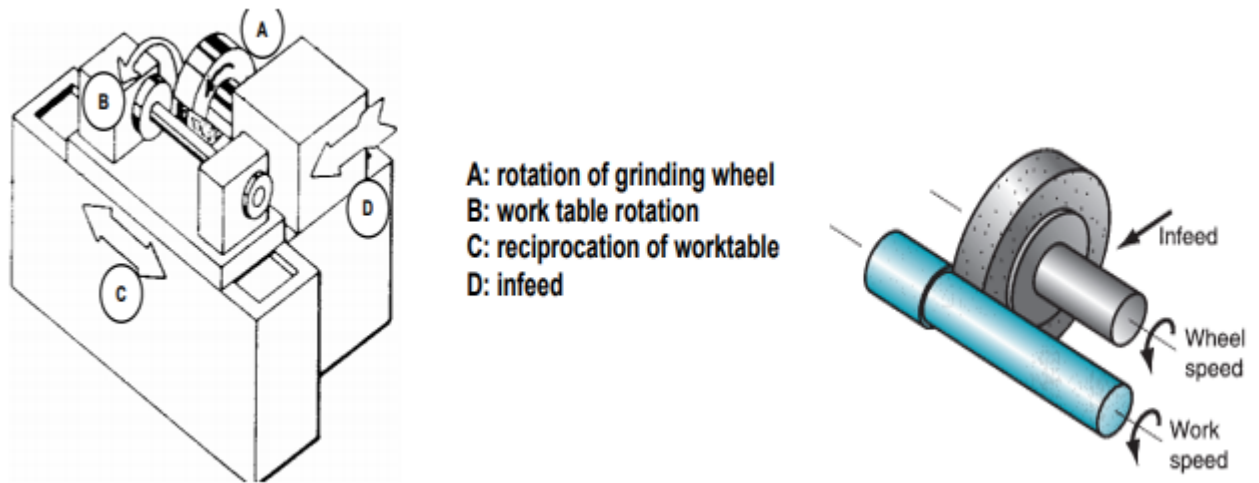 A
B
C
D
A: rotation of grinding wheel
B: work table rotation
C: reciprocation of worktable
D: infeed
Infeed
Wheel
speed
Work
speed